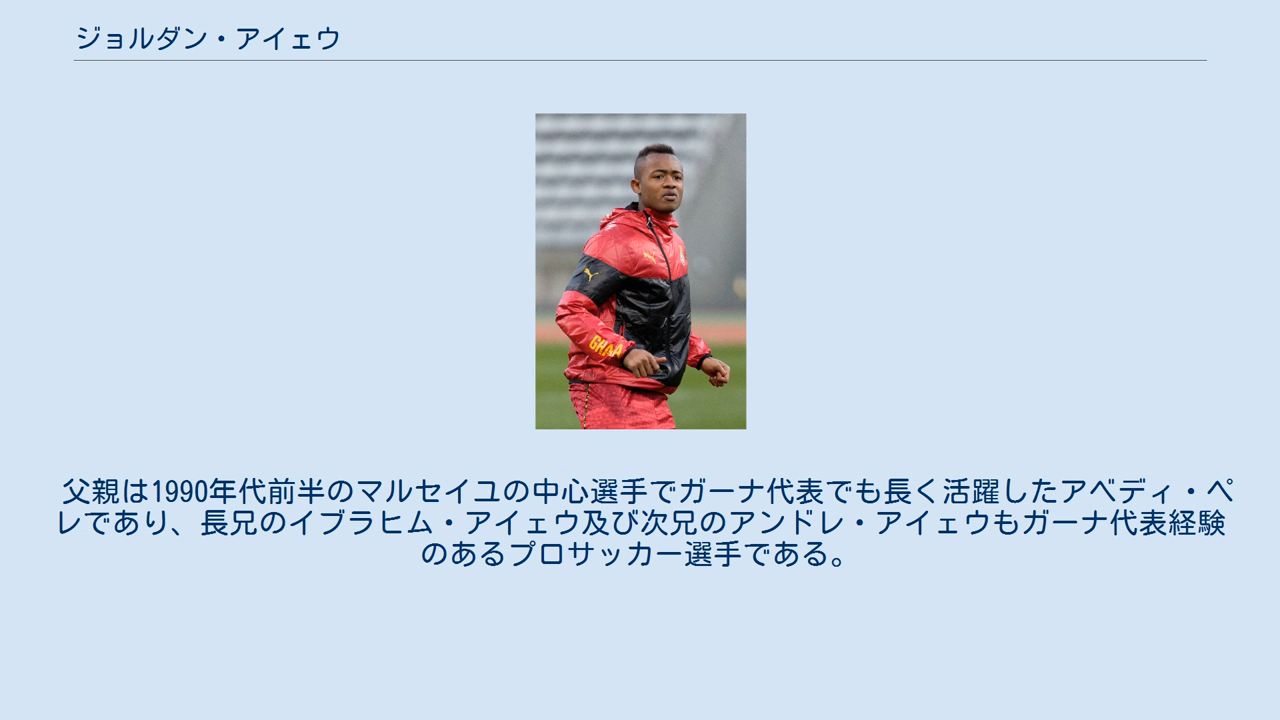 ジョルダン・アイェウ
GHAA
父親は1990年代前半のマルセイユの中心選手でガーナ代表でも長く活躍したアベディ・ペ
レであり、長兄のイブラヒム・アイェウ及び次兄のアンドレ・アイェウもガーナ代表経験
のあるプロサッカー選手である。